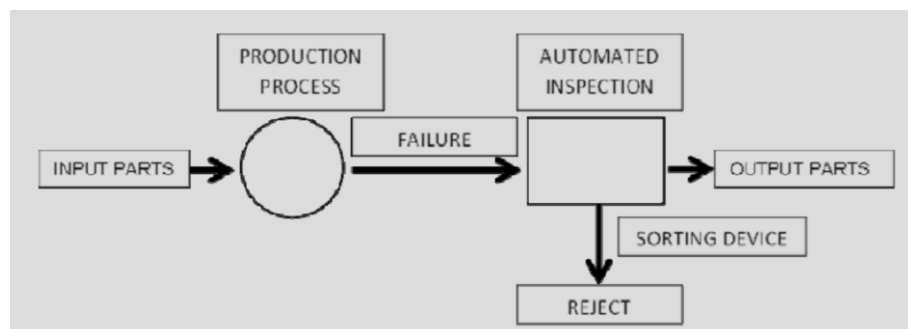 PRODUCTION
PROCESS
AUTOMATED
INSPECTION
FAILURE
INPUT PARTS
OUTPUT PARTS
SORTING DEVICE
REJECT